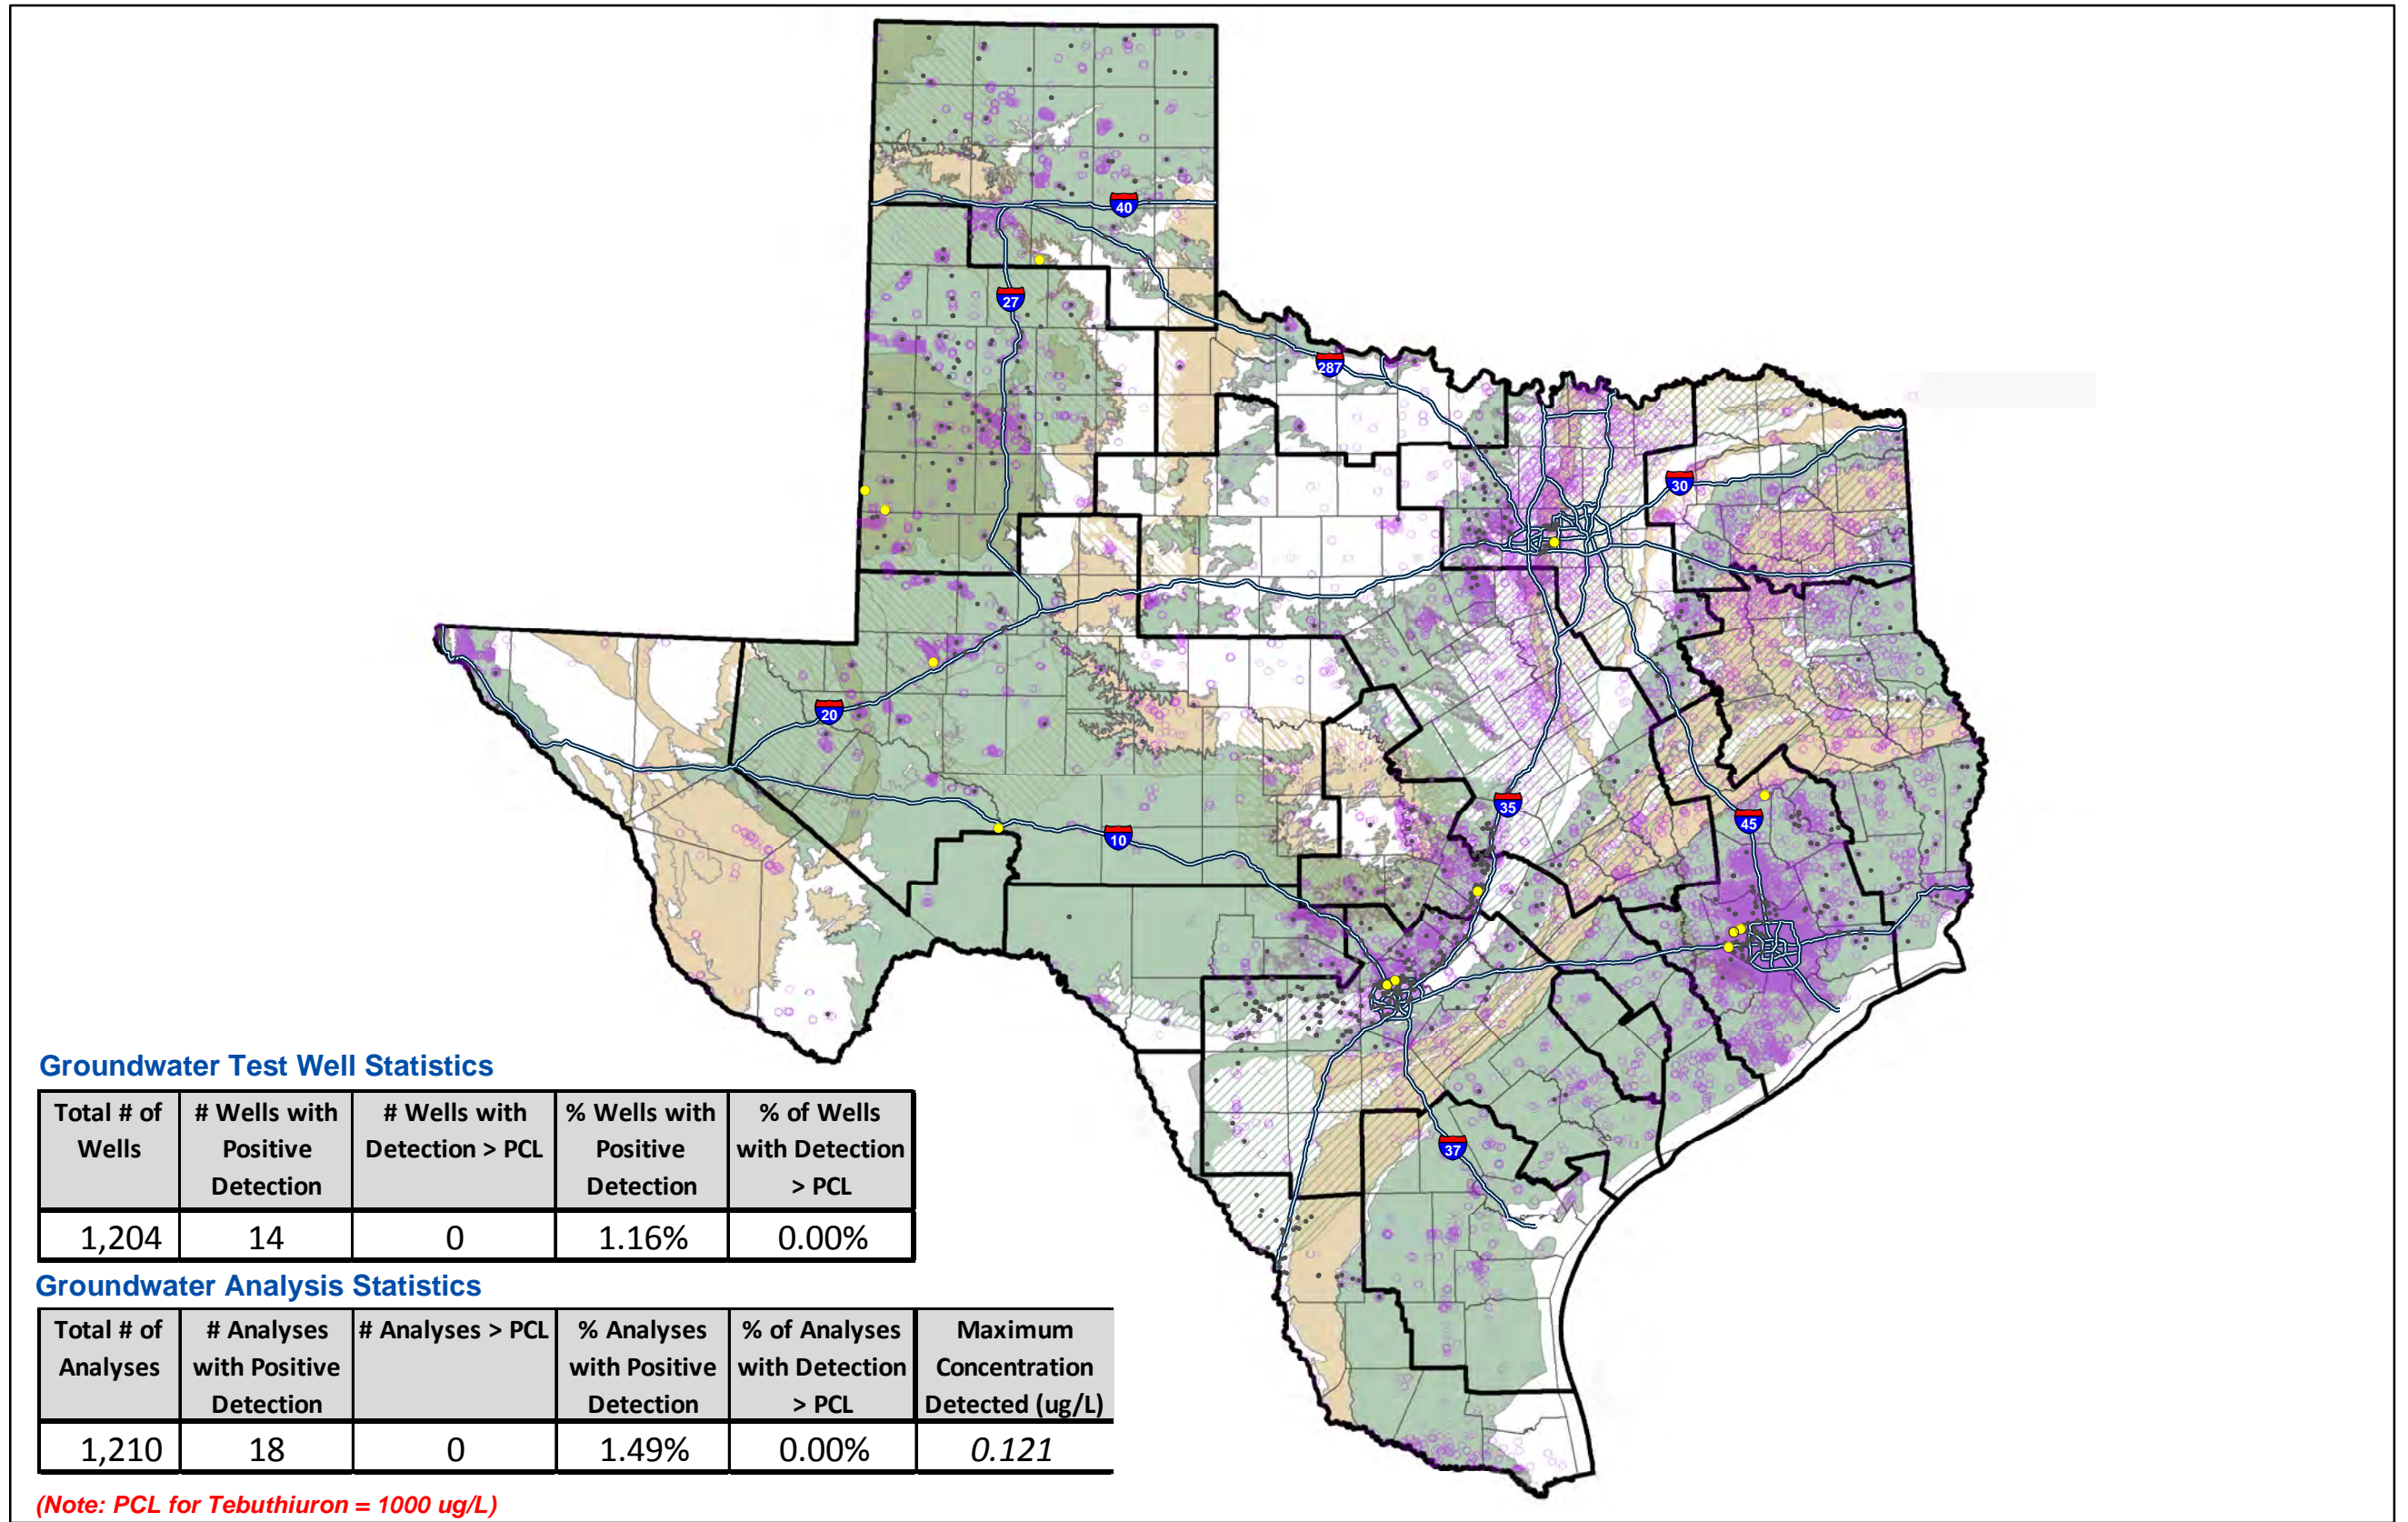 40
27
287
30
20
35
45
10
37
Groundwater Test Well Statistics
Total # of Wells
# Wells with Positive Detection
# Wells with Detection > PCL
% Wells with Positive Detection
% of Wells with Detection > PCL
1,204
14
0
1.16%
0.00%
Groundwater Analysis Statistics
Total # of Analyses
# Analyses with Positive Detection
# Analyses > PCL
% Analyses with Positive Detection
% of Analyses with Detection > PCL
Maximum Concentration Detected (ug/L)
1,210
18
0
1.49%
0.00%
0.121
(Note: PCL for Tebuthiuron = 1000 ug/L)